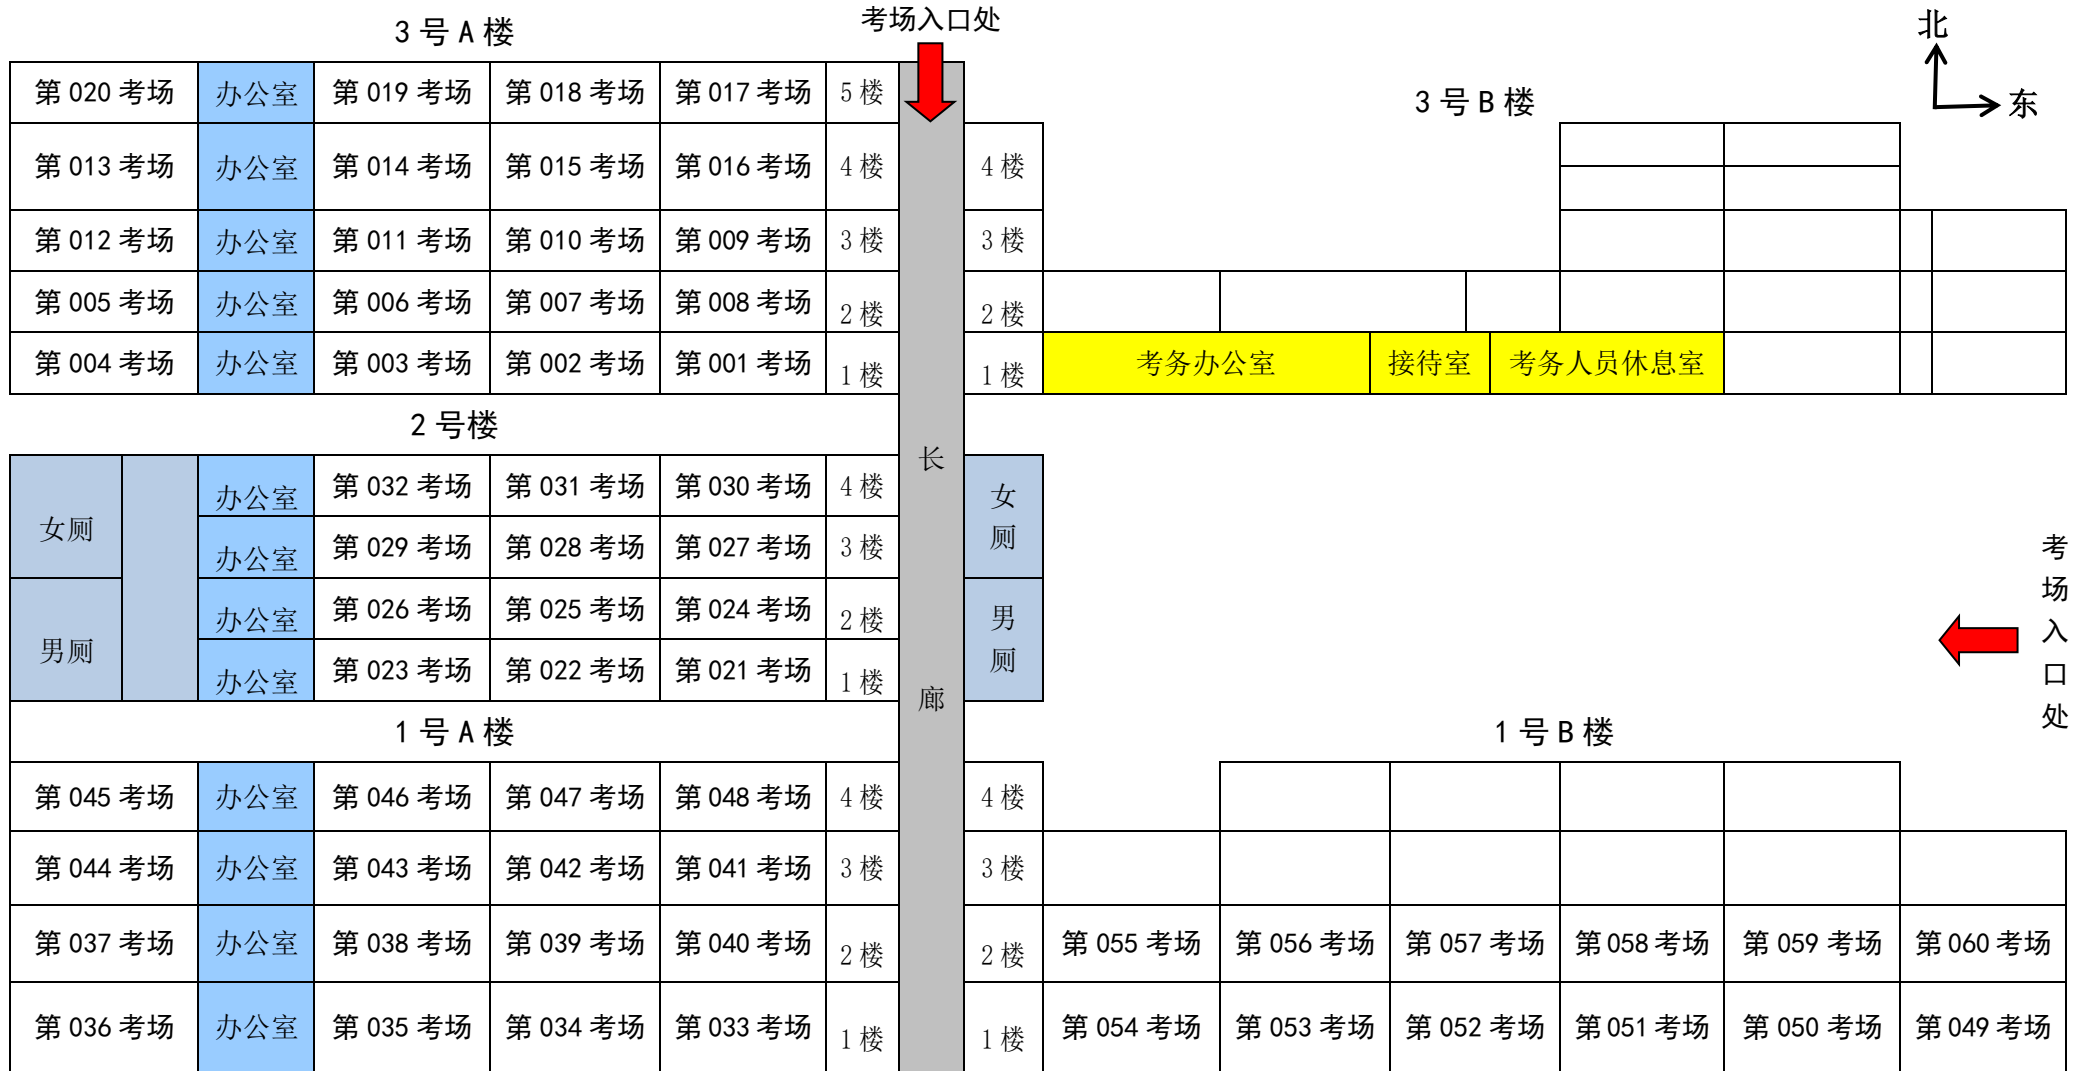 3号A楼
考场入口处
北
东
3号B楼
第020考场 办公室 第019考场 第018考场 第017考场 5楼
第013考场 办公室 第014考场 第015考场 第016考场 4楼 4楼
第012考场 办公室 第011考场 第010考场 第009考场 3楼 3楼
第005考场 办公室 第006考场 第007考场 第008考场 2楼 2楼
第004考场 办公室 第003考场 第002考场 第001考场 1楼 1楼 考务办公室 接待室 考务人员休息室
2号楼
长廊
女厕
男厕
办公室 第032考场 第031考场 第030考场 4楼
办公室 第029考场 第028考场 第027考场 3楼
办公室 第026考场 第025考场 第024考场 2楼
办公室 第023考场 第022考场 第021考场 1楼
女厕
男厕
考场入口处
1号A楼
1号B楼
第045考场 办公室 第046考场 第047考场 第048考场 4楼 4楼
第044考场 办公室 第043考场 第042考场 第041考场 3楼 3楼
第037考场 办公室 第038考场 第039考场 第040考场 2楼 2楼 第055考场 第056考场 第057考场 第058考场 第059考场 第060考场
第036考场 办公室 第035考场 第034考场 第033考场 1楼 1楼 第054考场 第053考场 第052考场 第051考场 第050考场 第049考场